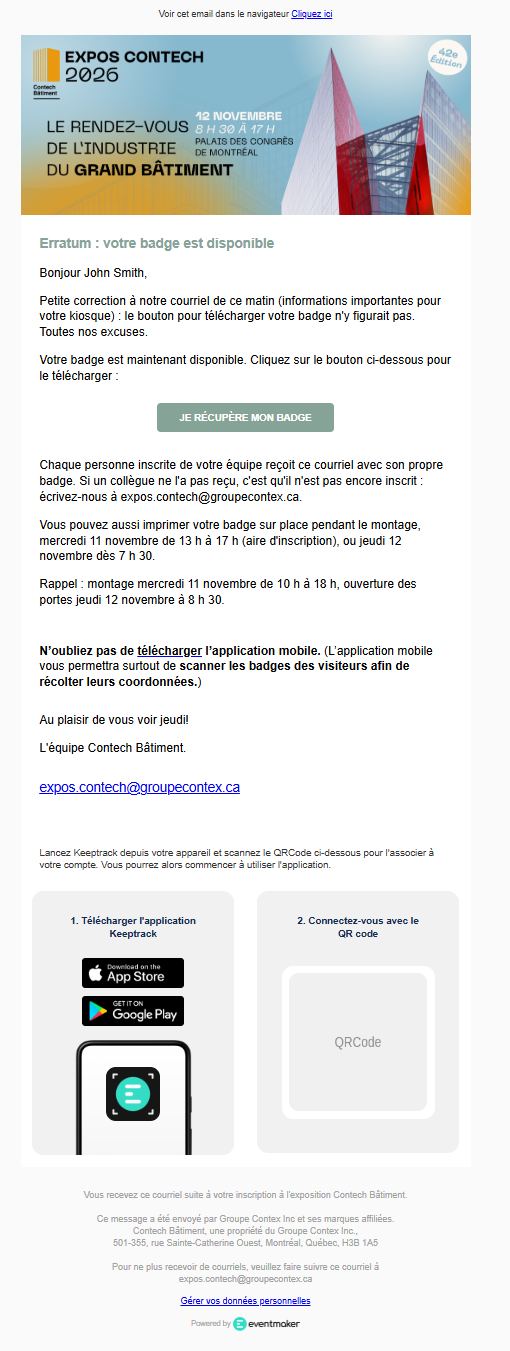 Voir cet email dans le navigateur Cliquez ici
EXPOS CONTECH
2026
Contech
Bâtiment
42e
Édition
LE RENDEZ-VOUS
DE L'INDUSTRIE
DU GRAND BÂTIMENT
12 NOVEMBRE
8 H 30 À 17 H
PALAIS DES CONGRÈS
DE MONTRÉAL
Erratum : votre badge est disponible
Bonjour John Smith,
Petite correction à notre courriel de ce matin (informations importantes pour
votre kiosque) : le bouton pour télécharger votre badge n'y figurait pas.
Toutes nos excuses.
Votre badge est maintenant disponible. Cliquez sur le bouton ci-dessous pour
le télécharger :
JE RÉCUPÈRE MON BADGE
Chaque personne inscrite de votre équipe reçoit ce courriel avec son propre
badge. Si un collègue ne l'a pas reçu, c'est qu'il n'est pas encore inscrit :
écrivez-nous à expos.contech@groupecontex.ca.
Vous pouvez aussi imprimer votre badge sur place pendant le montage,
mercredi 11 novembre de 13 h à 17 h (aire d'inscription), ou jeudi 12
novembre dès 7 h 30.
Rappel : montage mercredi 11 novembre de 10 h à 18 h, ouverture des
portes jeudi 12 novembre à 8 h 30.
N'oubliez pas de télécharger l'application mobile. (L'application mobile
vous permettra surtout de scanner les badges des visiteurs afin de
récolter leurs coordonnées.)
Au plaisir de vous voir jeudi!
L'équipe Contech Bâtiment.
expos.contech@groupecontex.ca
Lancez Keeptrack depuis votre appareil et scannez le QRCode ci-dessous pour l'associer à
votre compte. Vous pourrez alors commencer à utiliser l'application.
1. Télécharger l'application
Keeptrack
Download on the
App Store
GET IT ON
Google Play
2. Connectez-vous avec le
QR code
QRCode
Vous recevez ce courriel suite à votre inscription à l'exposition Contech Bâtiment.
Ce message a été envoyé par Groupe Contex Inc et ses marques affiliées.
Contech Bâtiment, une propriété du Groupe Contex Inc.,
501-355, rue Sainte-Catherine Ouest, Montréal, Québec, H3B 1A5
Pour ne plus recevoir de courriels, veuillez faire suivre ce courriel à
expos.contech@groupecontex.ca
Gérer vos données personnelles
Powered by eventmaker